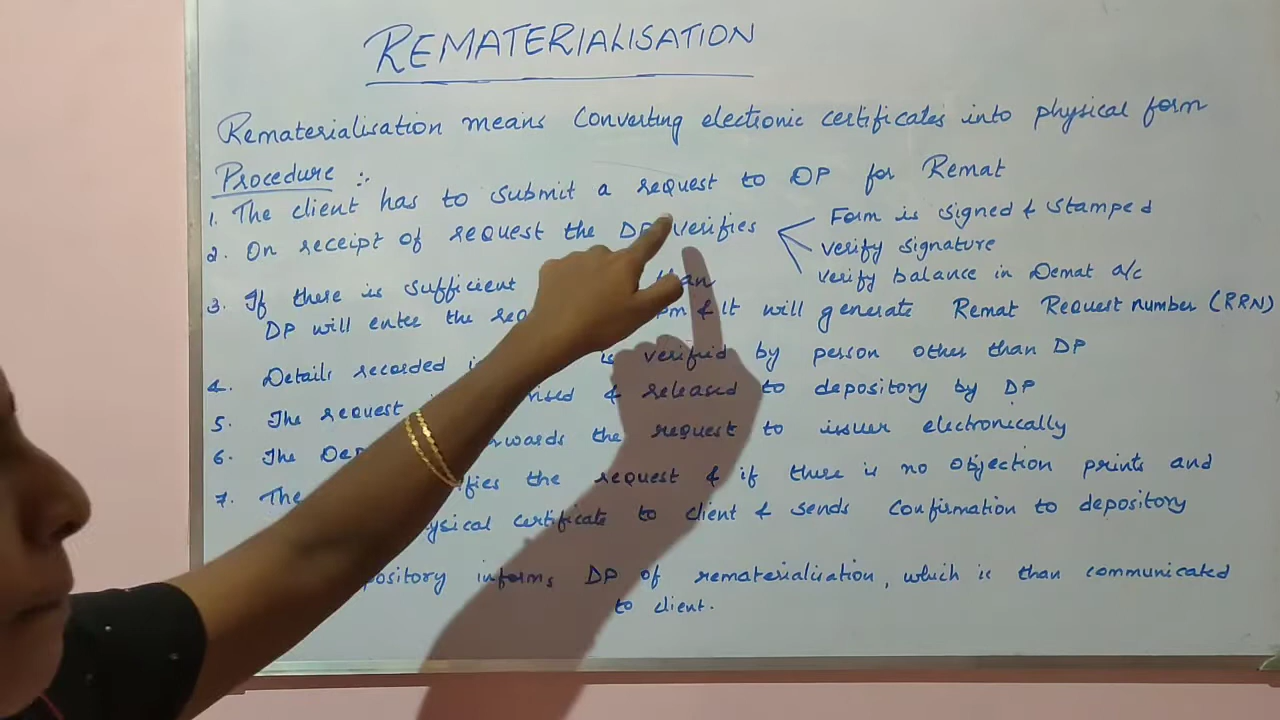 REMATERIALISATION
Rematerialisation means converting electronic certificates into physical form
Procedure :-
1. The client has to submit a request to DP for Remat
2. On receipt of request the DP verifies
Form is signed & stamped
verify signature
verify balance in Demat a/c
3. If there is sufficient than
DP will enter the & It will generate Remat Request number (RRN)
4. Details recorded is verified by person other than DP
5. The request & released to depository by DP
6. The the request to issuer electronically
7. The the request & if there is no objection prints and
certificate to client & sends confirmation to depository
informs DP of rematerialisation, which is than communicated
to client.